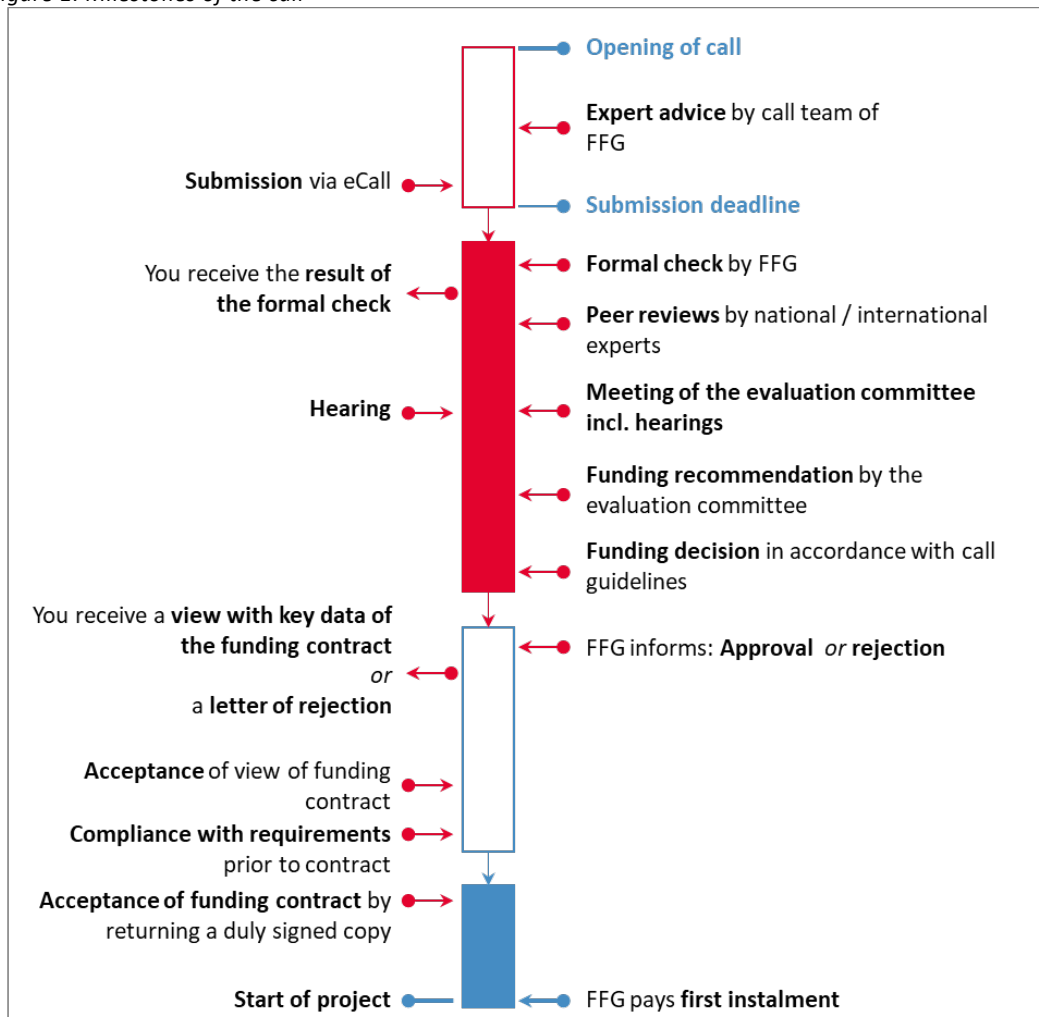 Opening of call
Expert advice by call team of
FFG
Submission via eCall
Submission deadline
Formal check by FFG
You receive the result of
the formal check
Peer reviews by national / international
experts
Hearing
Meeting of the evaluation committee
incl. hearings
Funding recommendation by the
evaluation committee
Funding decision in accordance with call
guidelines
You receive a view with key data of
the funding contract
or
a letter of rejection
FFG informs: Approval or rejection
Acceptance of view of funding
contract
Compliance with requirements
prior to contract
Acceptance of funding contract by
returning a duly signed copy
Start of project
FFG pays first instalment